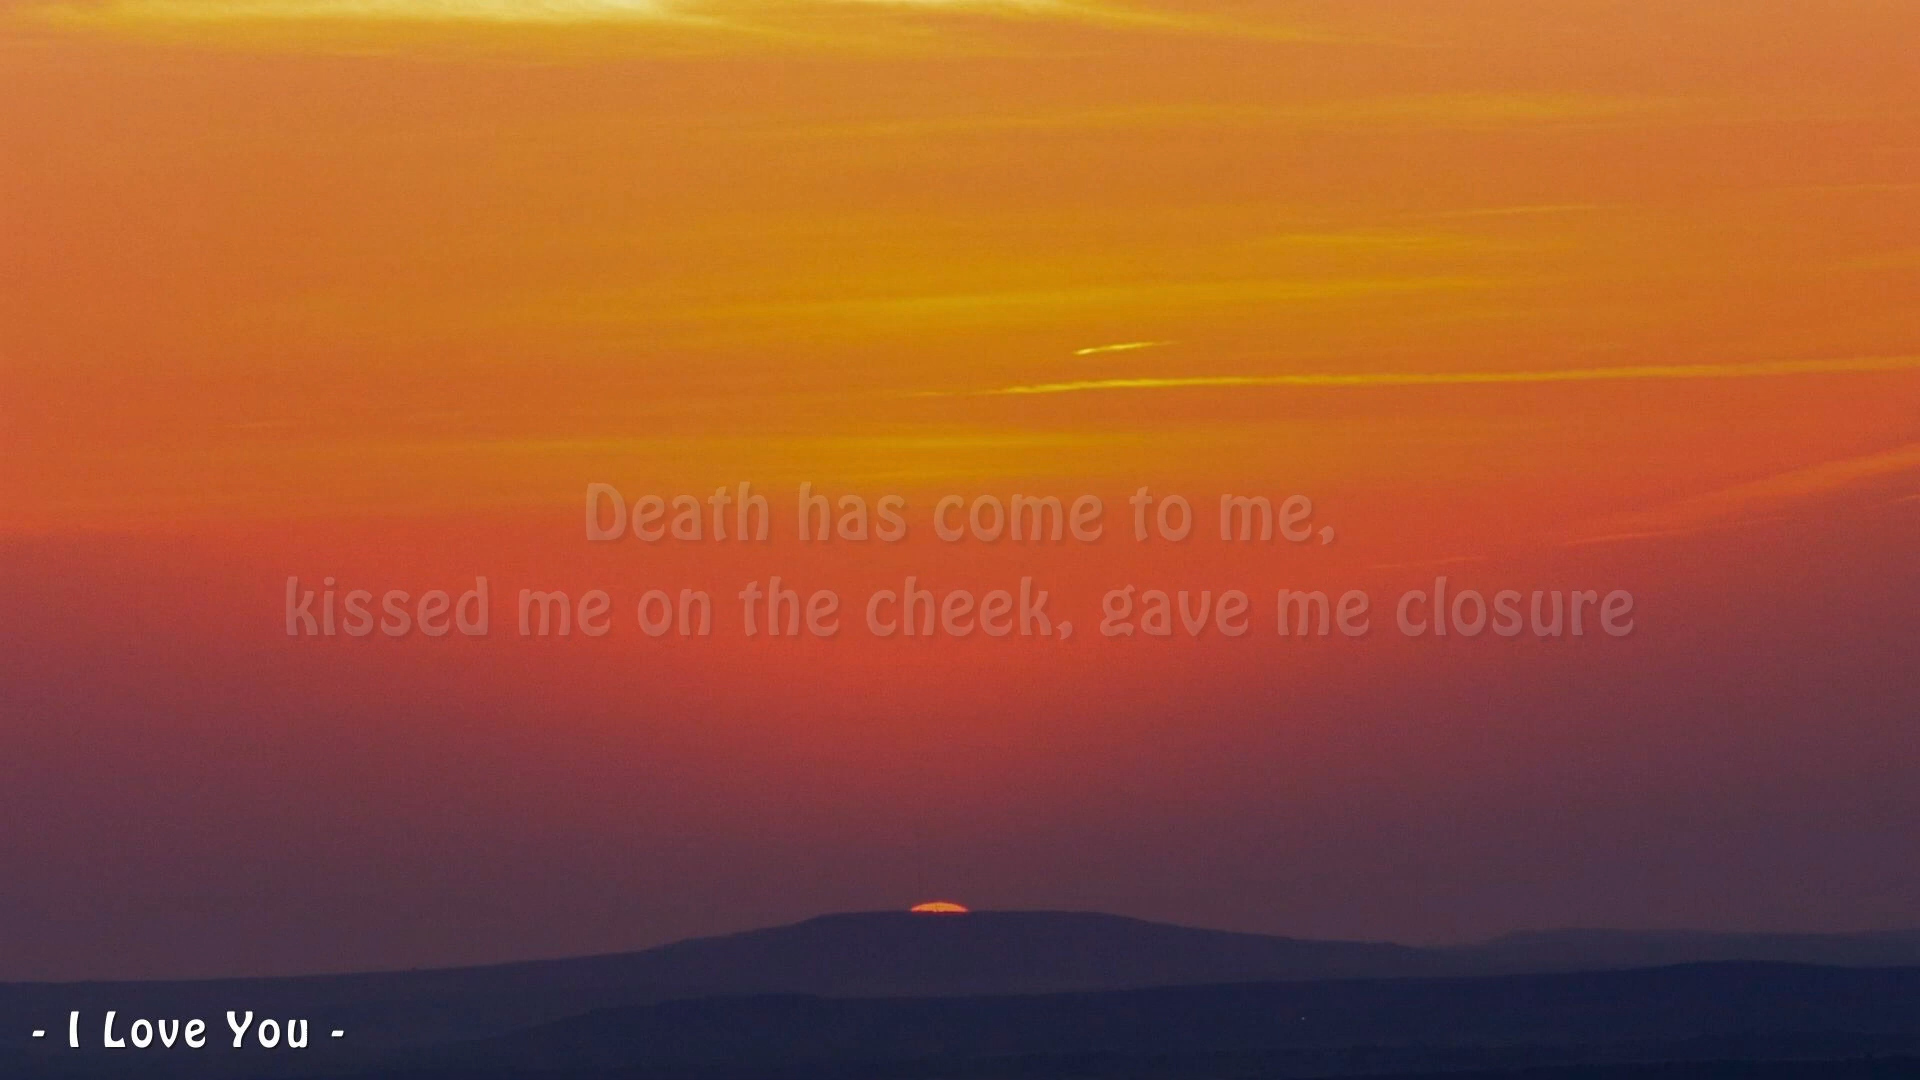 Death has come to me,
kissed me on the cheek, gave me closure
- I Love You -